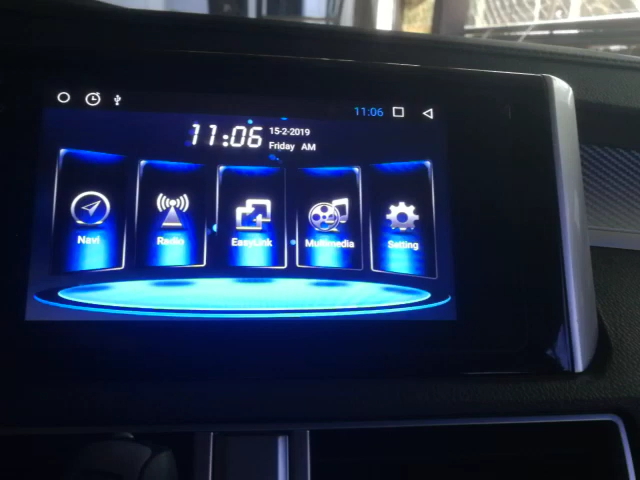 11:06
11:06
15-2-2019
Friday AM
Navi
Radio
EasyLink
Multimedia
Setting